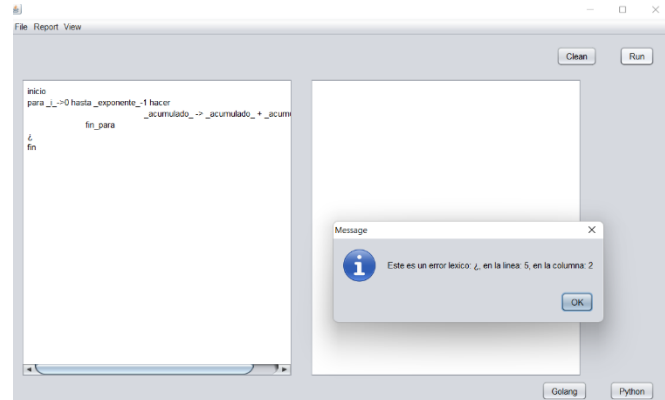 File Report View
Clean Run
inicio
para _i_->0 hasta _exponente_-1 hacer
_acumulado_ -> _acumulado_ + _acum
fin_para
¿
fin
Message
Este es un error lexico: ¿, en la linea: 5, en la columna: 2
OK
Golang Python